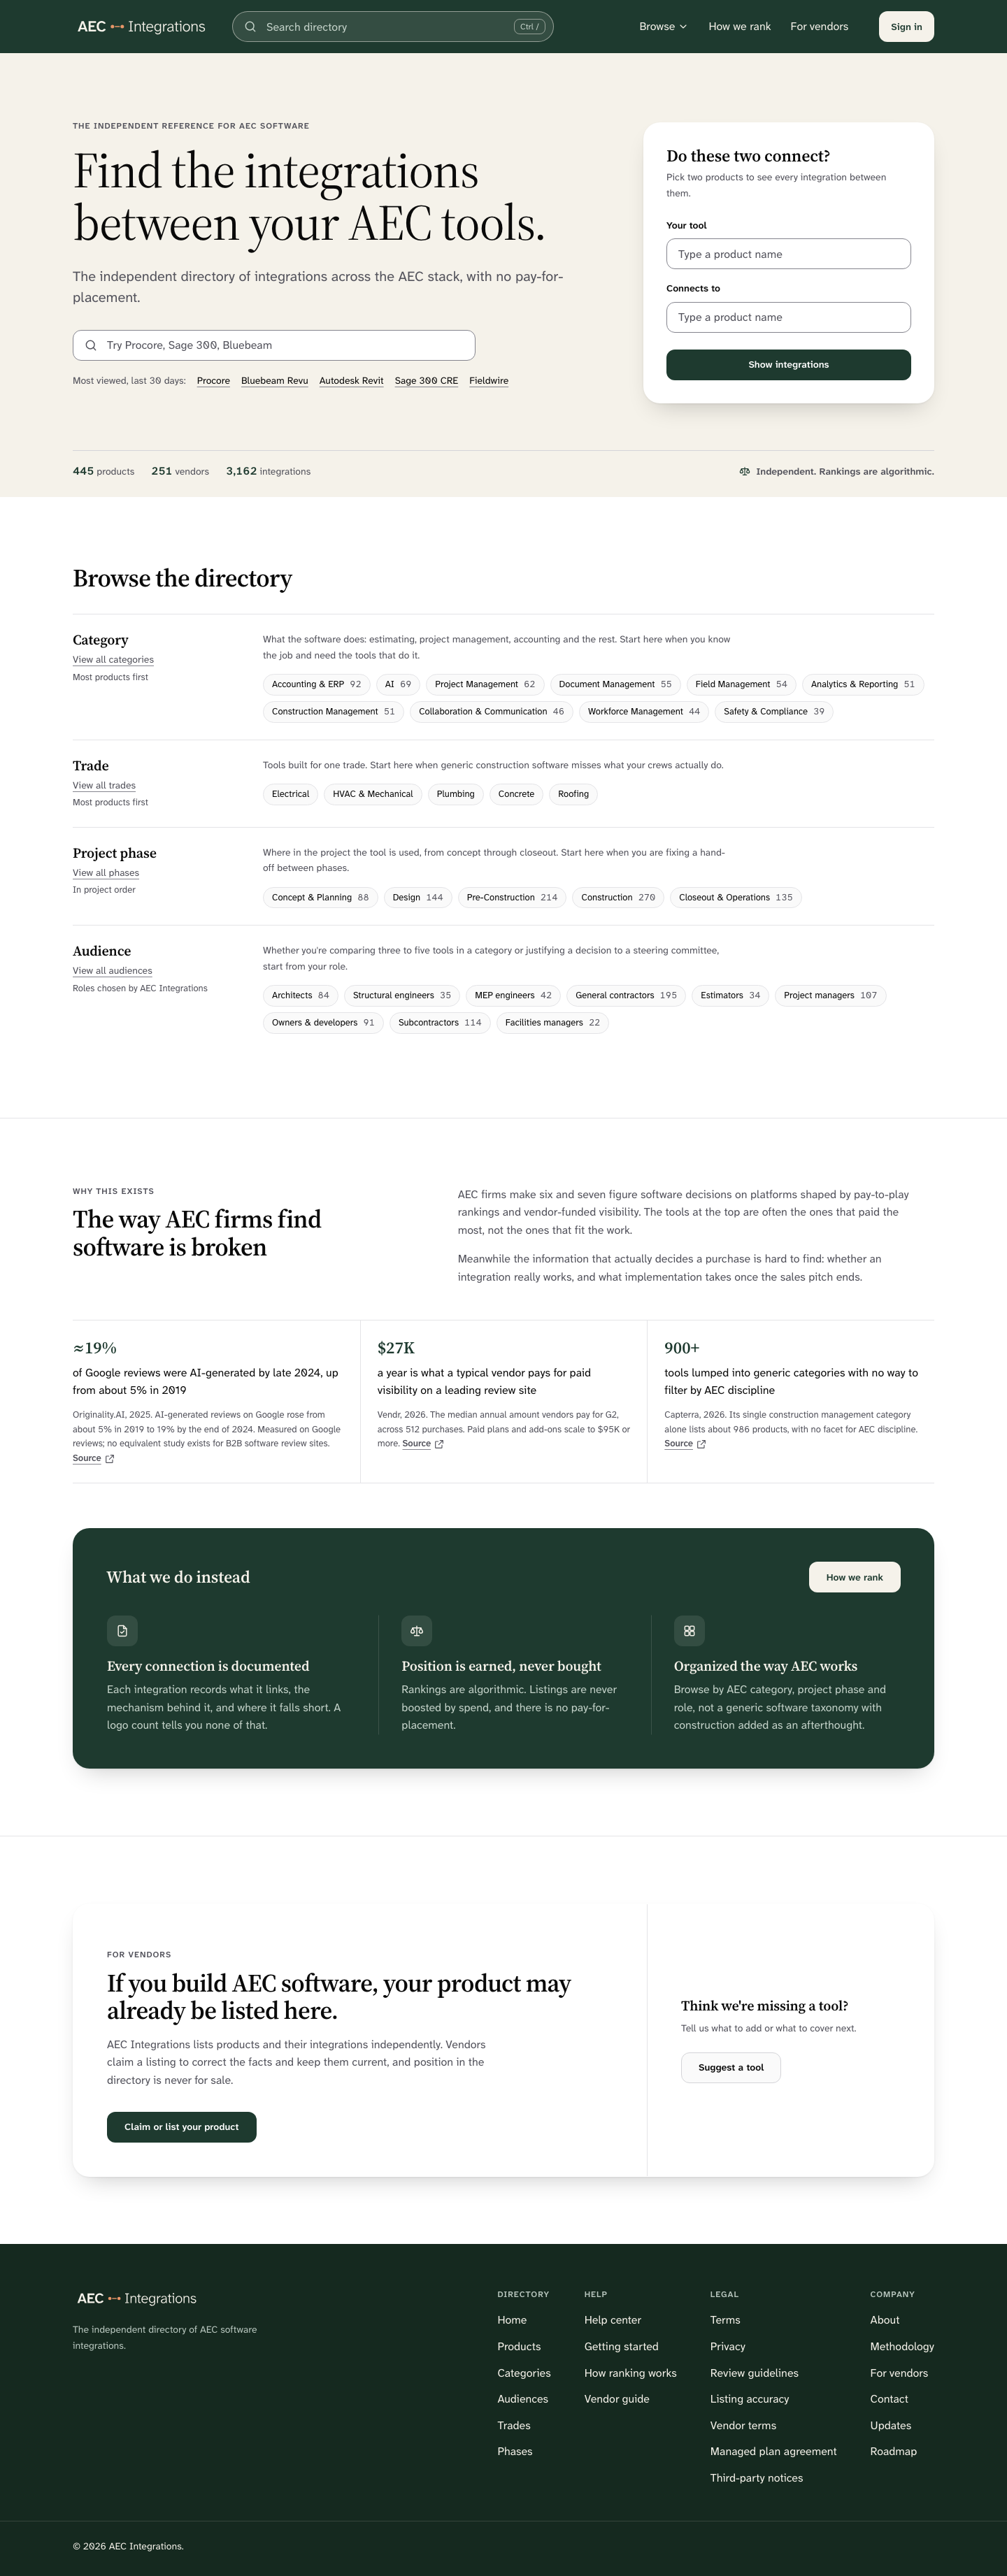 AEC Integrations
Search directory
Ctrl /
Browse
How we rank
For vendors
Sign in
THE INDEPENDENT REFERENCE FOR AEC SOFTWARE
Find the integrations
between your AEC tools.
The independent directory of integrations across the AEC stack, with no pay-for-
placement.
Try Procore, Sage 300, Bluebeam
Most viewed, last 30 days: Procore Bluebeam Revu Autodesk Revit Sage 300 CRE Fieldwire
Do these two connect?
Pick two products to see every integration between
them.
Your tool
Type a product name
Connects to
Type a product name
Show integrations
445 products 251 vendors 3,162 integrations
Independent. Rankings are algorithmic.
Browse the directory
Category
View all categories
Most products first
What the software does: estimating, project management, accounting and the rest. Start here when you know
the job and need the tools that do it.
Accounting & ERP 92 AI 69 Project Management 62 Document Management 55 Field Management 54 Analytics & Reporting 51
Construction Management 51 Collaboration & Communication 46 Workforce Management 44 Safety & Compliance 39
Trade
View all trades
Most products first
Tools built for one trade. Start here when generic construction software misses what your crews actually do.
Electrical HVAC & Mechanical Plumbing Concrete Roofing
Project phase
View all phases
In project order
Where in the project the tool is used, from concept through closeout. Start here when you are fixing a hand-
off between phases.
Concept & Planning 88 Design 144 Pre-Construction 214 Construction 270 Closeout & Operations 135
Audience
View all audiences
Roles chosen by AEC Integrations
Whether you're comparing three to five tools in a category or justifying a decision to a steering committee,
start from your role.
Architects 84 Structural engineers 35 MEP engineers 42 General contractors 195 Estimators 34 Project managers 107
Owners & developers 91 Subcontractors 114 Facilities managers 22
WHY THIS EXISTS
The way AEC firms find
software is broken
AEC firms make six and seven figure software decisions on platforms shaped by pay-to-play
rankings and vendor-funded visibility. The tools at the top are often the ones that paid the
most, not the ones that fit the work.
Meanwhile the information that actually decides a purchase is hard to find: whether an
integration really works, and what implementation takes once the sales pitch ends.
≈19%
of Google reviews were AI-generated by late 2024, up
from about 5% in 2019
Originality.AI, 2025. AI-generated reviews on Google rose from
about 5% in 2019 to 19% by the end of 2024. Measured on Google
reviews; no equivalent study exists for B2B software review sites.
Source
$27K
a year is what a typical vendor pays for paid
visibility on a leading review site
Vendr, 2026. The median annual amount vendors pay for G2,
across 512 purchases. Paid plans and add-ons scale to $95K or
more. Source
900+
tools lumped into generic categories with no way to
filter by AEC discipline
Capterra, 2026. Its single construction management category
alone lists about 986 products, with no facet for AEC discipline.
Source
What we do instead
How we rank
Every connection is documented
Each integration records what it links, the
mechanism behind it, and where it falls short. A
logo count tells you none of that.
Position is earned, never bought
Rankings are algorithmic. Listings are never
boosted by spend, and there is no pay-for-
placement.
Organized the way AEC works
Browse by AEC category, project phase and
role, not a generic software taxonomy with
construction added as an afterthought.
FOR VENDORS
If you build AEC software, your product may
already be listed here.
AEC Integrations lists products and their integrations independently. Vendors
claim a listing to correct the facts and keep them current, and position in the
directory is never for sale.
Claim or list your product
Think we're missing a tool?
Tell us what to add or what to cover next.
Suggest a tool
AEC Integrations
The independent directory of AEC software
integrations.
DIRECTORY
Home
Products
Categories
Audiences
Trades
Phases
HELP
Help center
Getting started
How ranking works
Vendor guide
LEGAL
Terms
Privacy
Review guidelines
Listing accuracy
Vendor terms
Managed plan agreement
Third-party notices
COMPANY
About
Methodology
For vendors
Contact
Updates
Roadmap
© 2026 AEC Integrations.